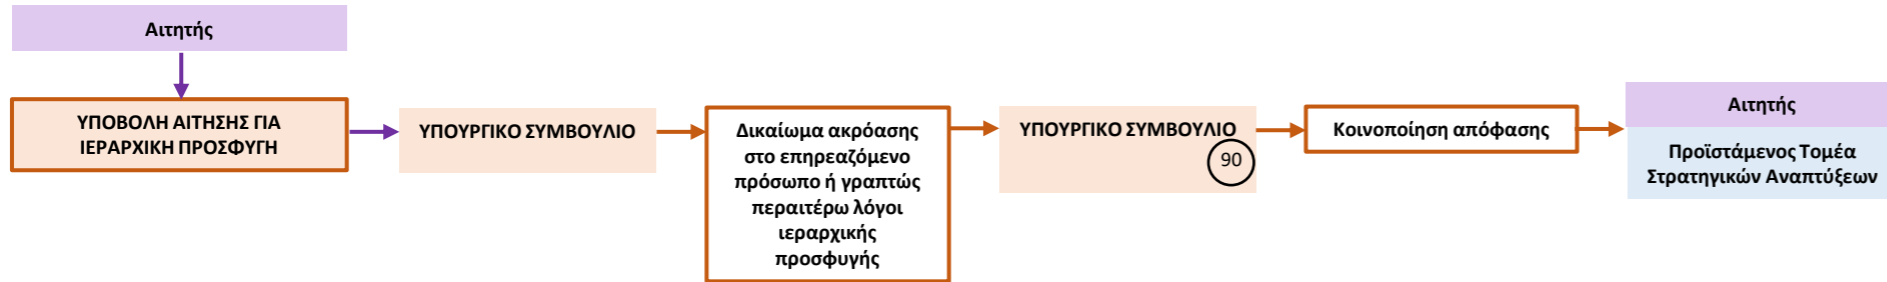 Αιτητής
ΥΠΟΒΟΛΗ ΑΙΤΗΣΗΣ ΓΙΑ
ΙΕΡΑΡΧΙΚΗ ΠΡΟΣΦΥΓΗ
ΥΠΟΥΡΓΙΚΟ ΣΥΜΒΟΥΛΙΟ
Δικαίωμα ακρόασης
στο επηρεαζόμενο
πρόσωπο ή γραπτώς
περαιτέρω λόγοι
ιεραρχικής
προσφυγής
ΥΠΟΥΡΓΙΚΟ ΣΥΜΒΟΥΛΙΟ
90
Κοινοποίηση απόφασης
Αιτητής
Προϊστάμενος Τομέα
Στρατηγικών Αναπτύξεων